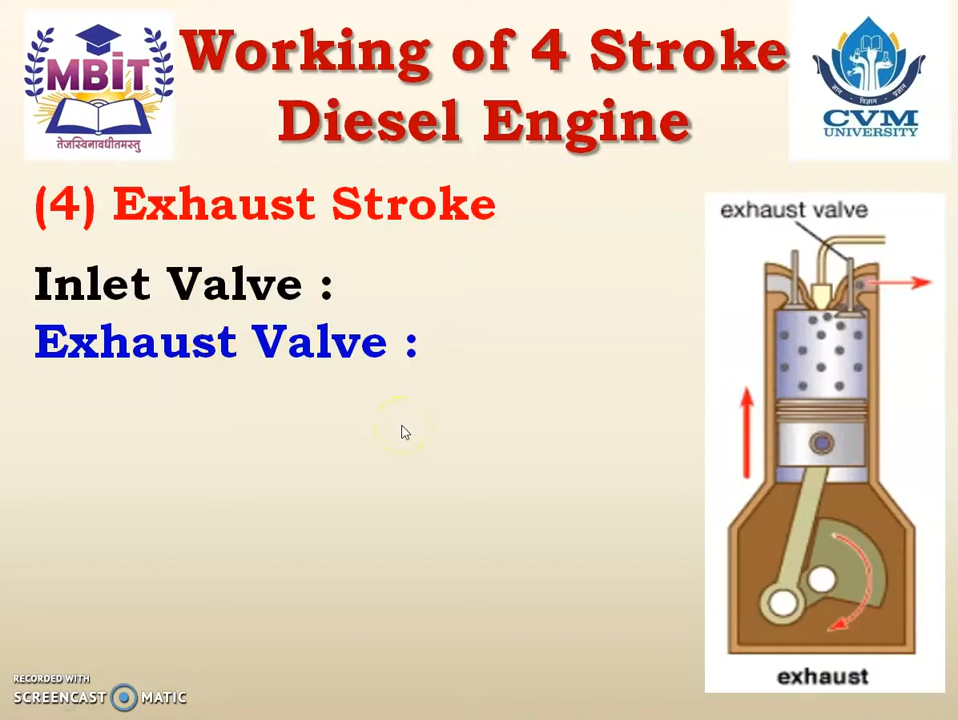 MBIT
तेजस्विनावधीतमस्तु
Working of 4 Stroke
Diesel Engine
ज्ञान - विज्ञान - प्रज्ञान
CVM
UNIVERSITY
(4) Exhaust Stroke
Inlet Valve :
Exhaust Valve :
exhaust valve
exhaust
RECORDED WITH
SCREENCAST MATIC